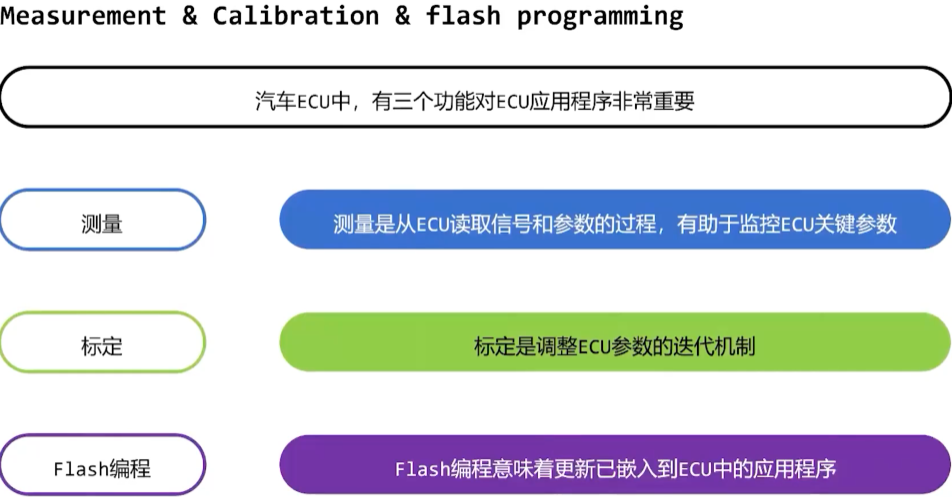 Measurement & Calibration & flash programming
汽车ECU中，有三个功能对ECU应用程序非常重要
测量
测量是从ECU读取信号和参数的过程，有助于监控ECU关键参数
标定
标定是调整ECU参数的迭代机制
Flash编程
Flash编程意味着更新已嵌入到ECU中的应用程序